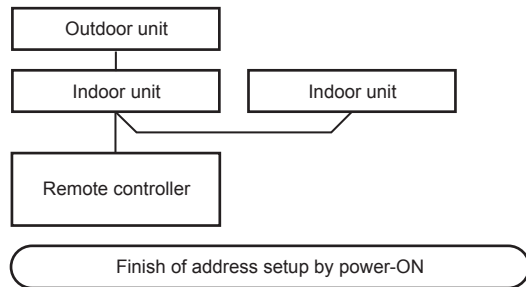 Outdoor unit
Indoor unit
Indoor unit
Remote controller
Finish of address setup by power-ON